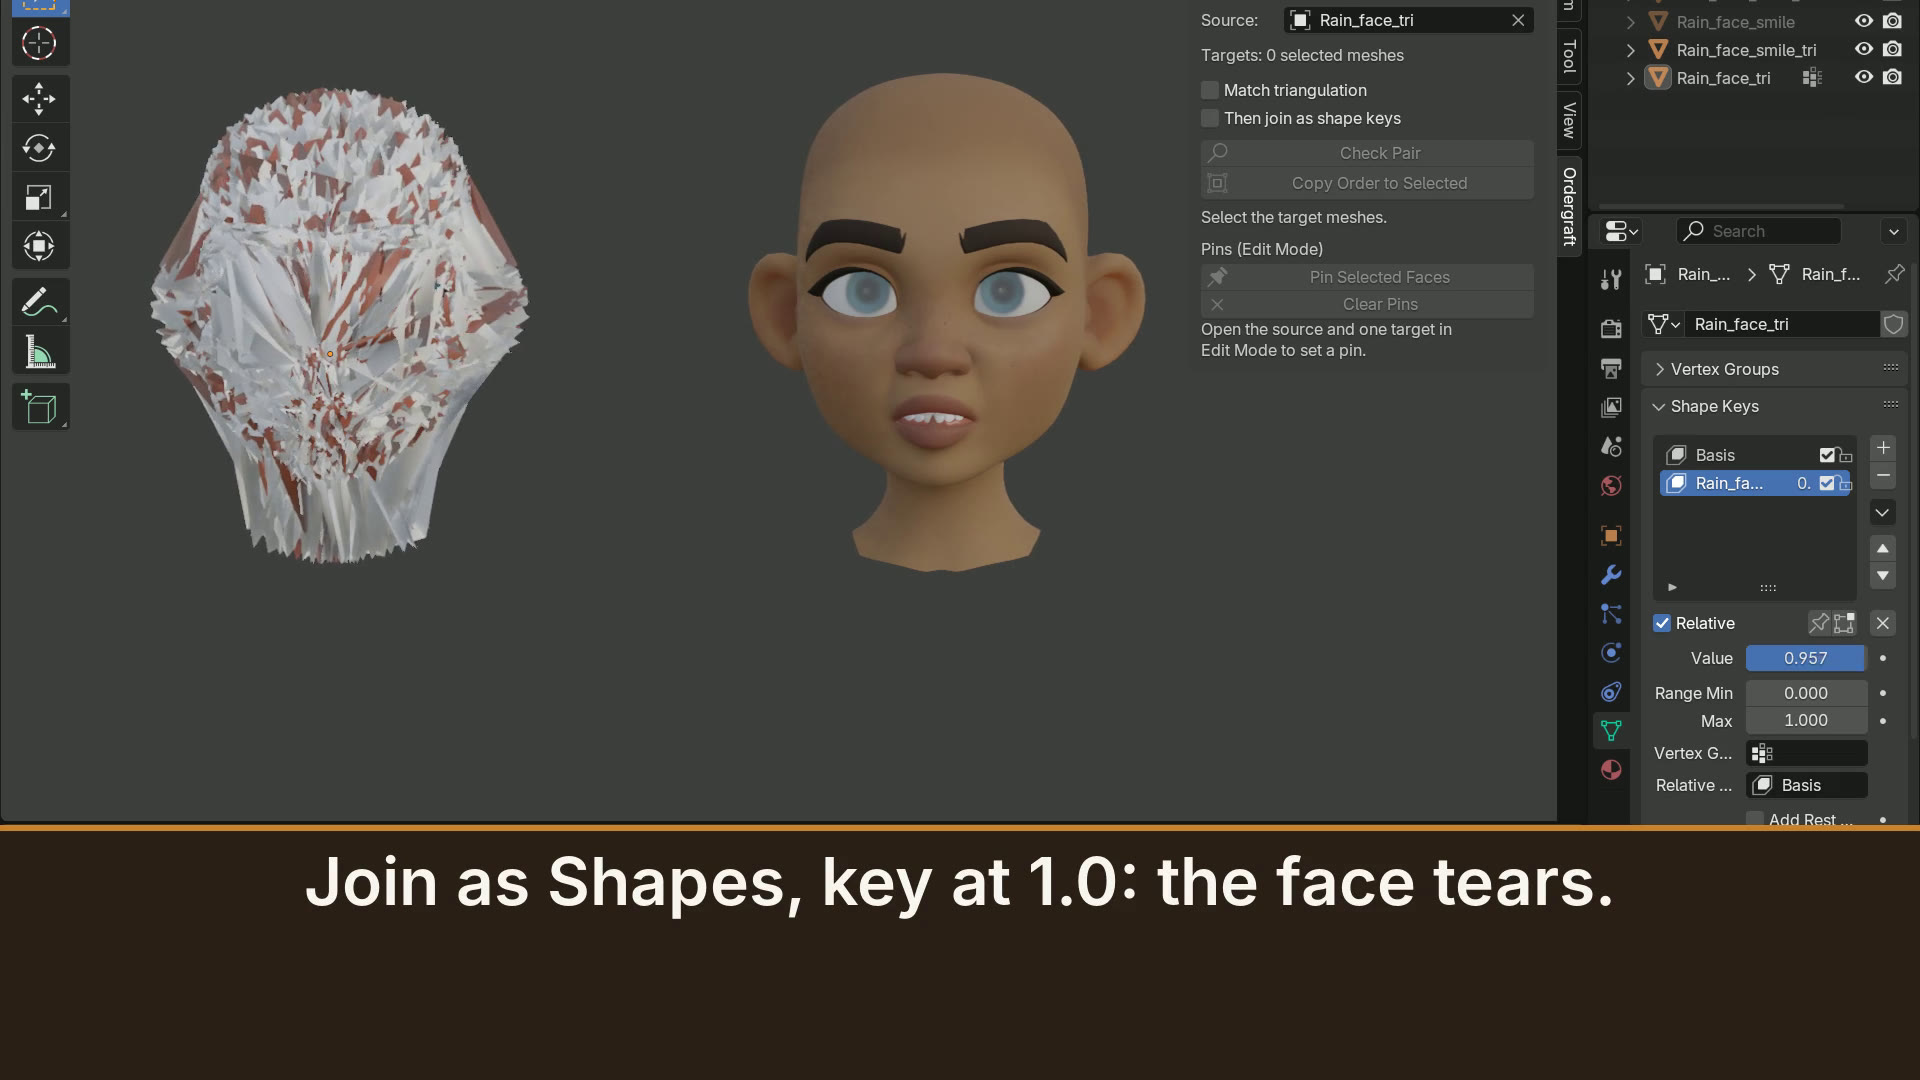 Source:
Rain_face_tri
Targets: 0 selected meshes
Match triangulation
Then join as shape keys
Check Pair
Copy Order to Selected
Select the target meshes.
Pins (Edit Mode)
Pin Selected Faces
Clear Pins
Open the source and one target in
Edit Mode to set a pin.
Tool
View
Ordergraft
Rain_face_smile
Rain_face_smile_tri
Rain_face_tri
Search
Rain_...
Rain_f...
Rain_face_tri
Vertex Groups
Shape Keys
Basis
Rain_fa... 0.
Relative
Value 0.957
Range Min 0.000
Max 1.000
Vertex G...
Relative ... Basis
Add Rest ...
Join as Shapes, key at 1.0: the face tears.